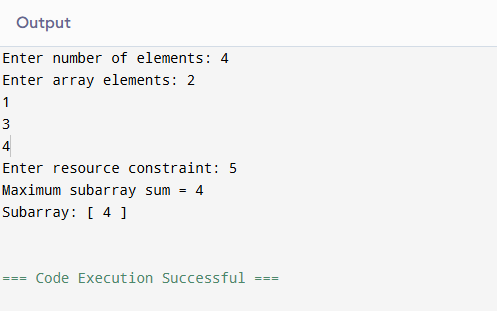 Output
Enter number of elements: 4
Enter array elements: 2
1
3
4
Enter resource constraint: 5
Maximum subarray sum = 4
Subarray: [ 4 ]
=== Code Execution Successful ===